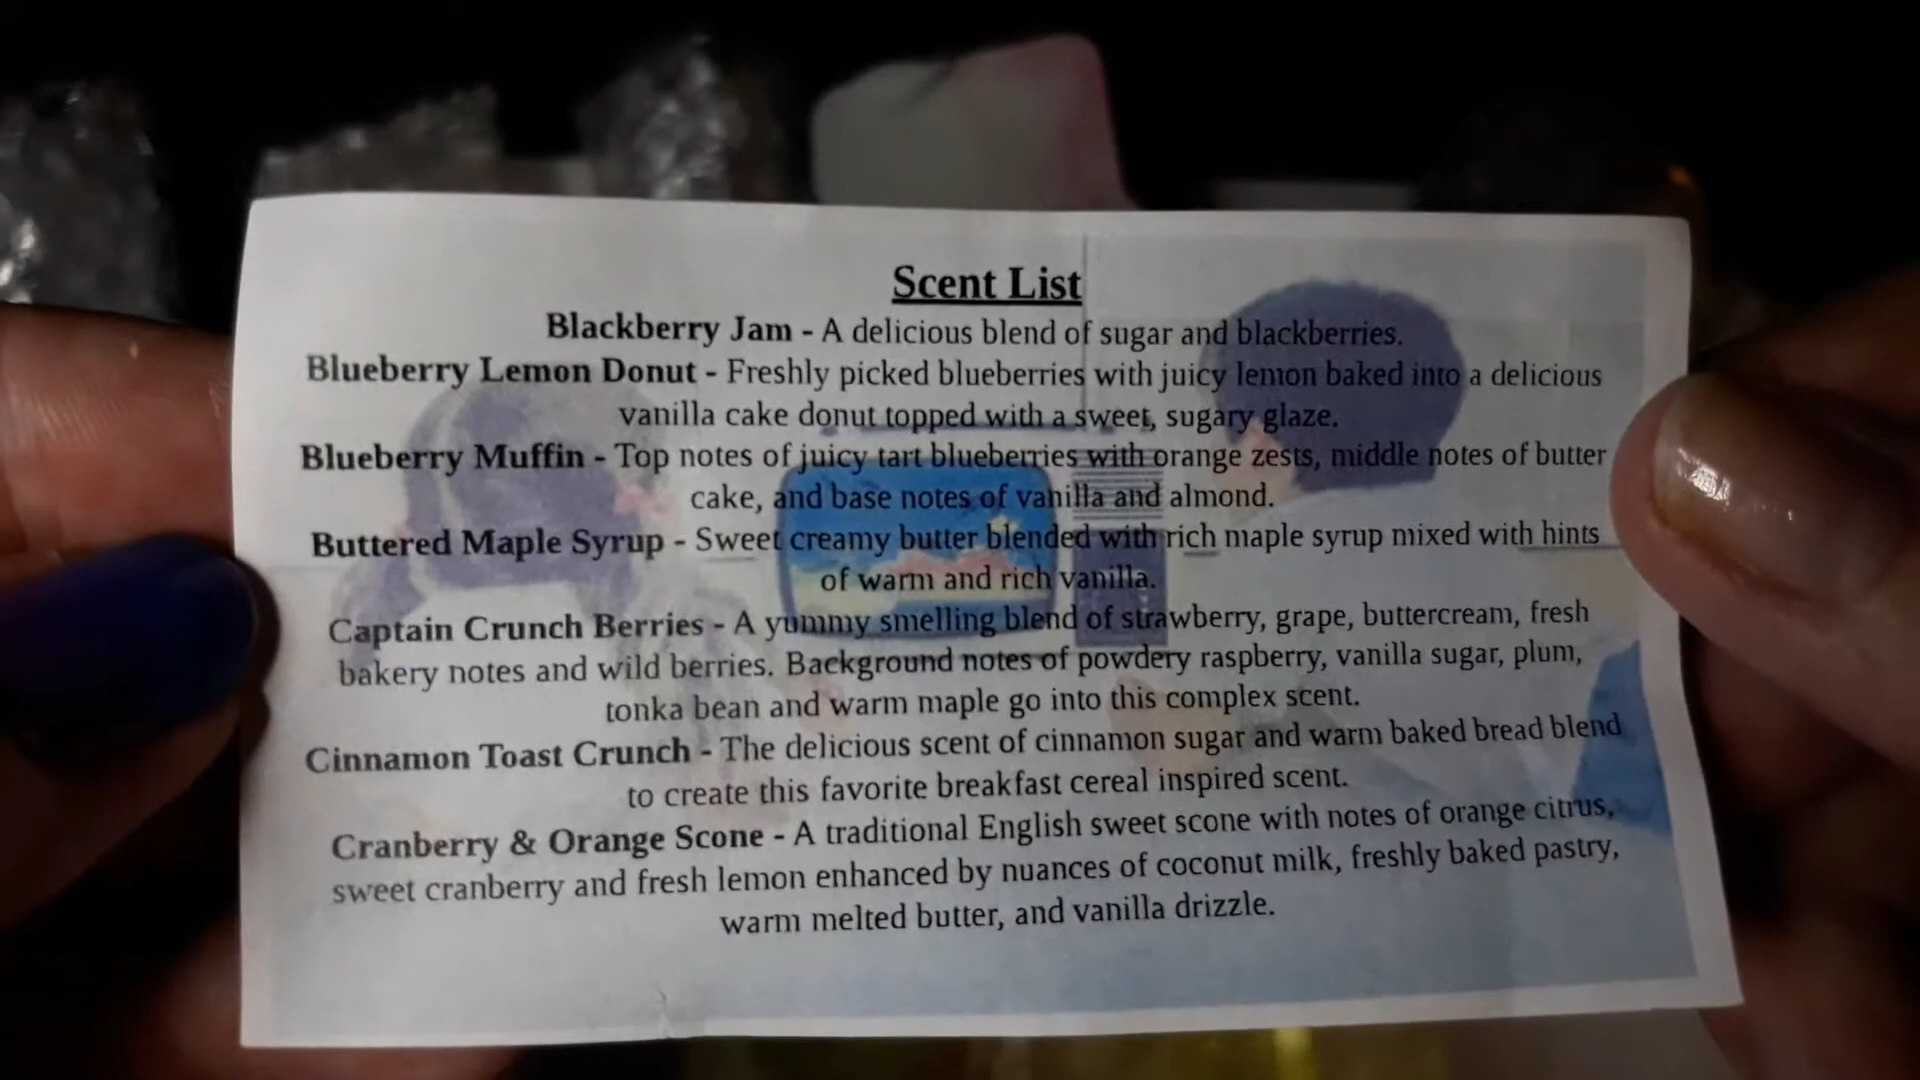 Scent List
Blackberry Jam - A delicious blend of sugar and blackberries.
Blueberry Lemon Donut - Freshly picked blueberries with juicy lemon baked into a delicious
vanilla cake donut topped with a sweet, sugary glaze.
Blueberry Muffin - Top notes of juicy tart blueberries with orange zests, middle notes of butter
cake, and base notes of vanilla and almond.
Buttered Maple Syrup - Sweet creamy butter blended with rich maple syrup mixed with hints
of warm and rich vanilla.
Captain Crunch Berries - A yummy smelling blend of strawberry, grape, buttercream, fresh
bakery notes and wild berries. Background notes of powdery raspberry, vanilla sugar, plum,
tonka bean and warm maple go into this complex scent.
Cinnamon Toast Crunch - The delicious scent of cinnamon sugar and warm baked bread blend
to create this favorite breakfast cereal inspired scent.
Cranberry & Orange Scone - A traditional English sweet scone with notes of orange citrus,
sweet cranberry and fresh lemon enhanced by nuances of coconut milk, freshly baked pastry,
warm melted butter, and vanilla drizzle.